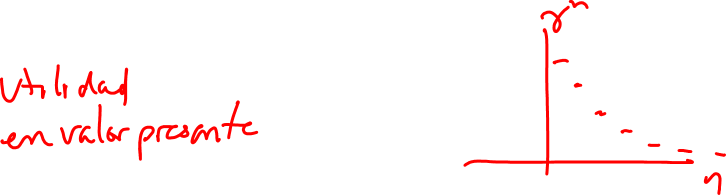 utilidad
en valor presente
γⁿ
n